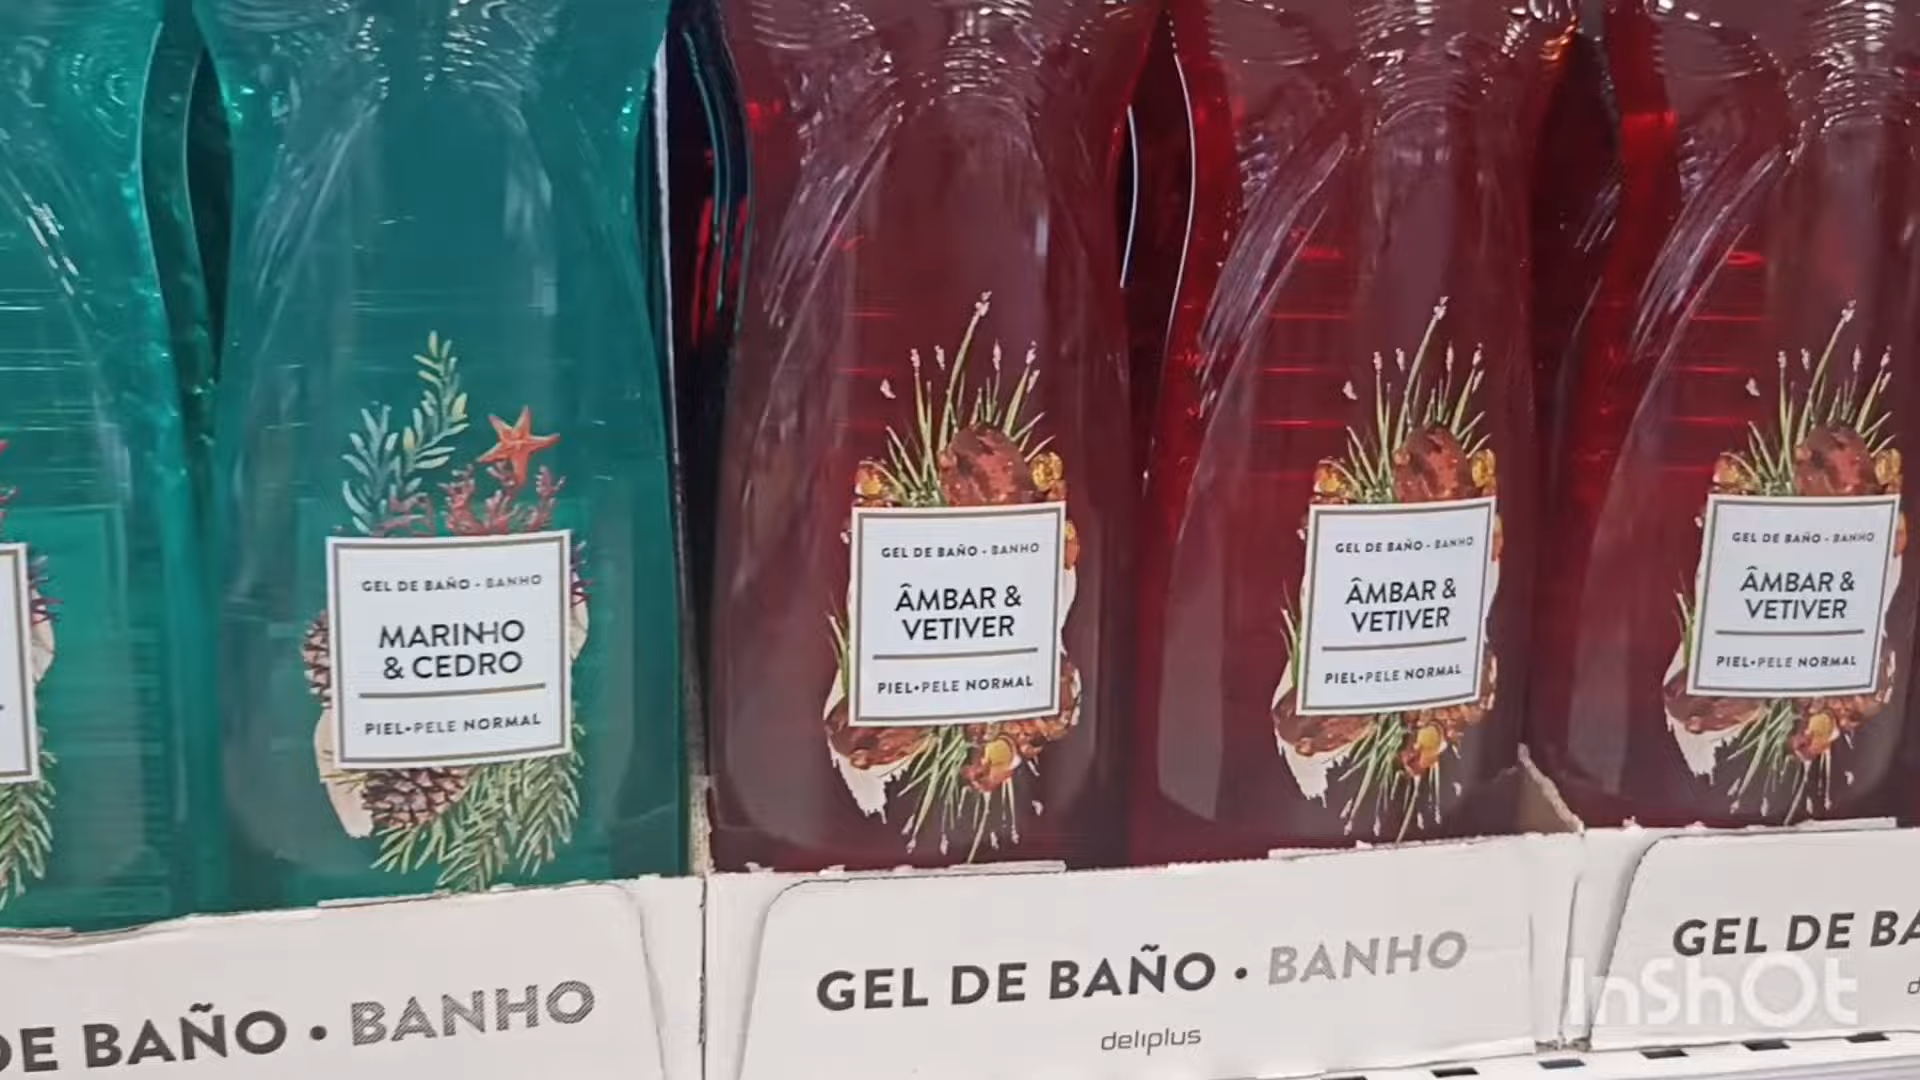 GEL DE BAÑO - BANHO
MARINHO
& CEDRO
PIEL•PELE NORMAL
GEL DE BAÑO - BANHO
ÂMBAR &
VETIVER
PIEL•PELE NORMAL
GEL DE BAÑO - BANHO
ÂMBAR &
VETIVER
PIEL•PELE NORMAL
GEL DE BAÑO - BANHO
ÂMBAR &
VETIVER
PIEL•PELE NORMAL
DE BAÑO • BANHO
GEL DE BAÑO • BANHO
deliplus
GEL DE BA
InShOt